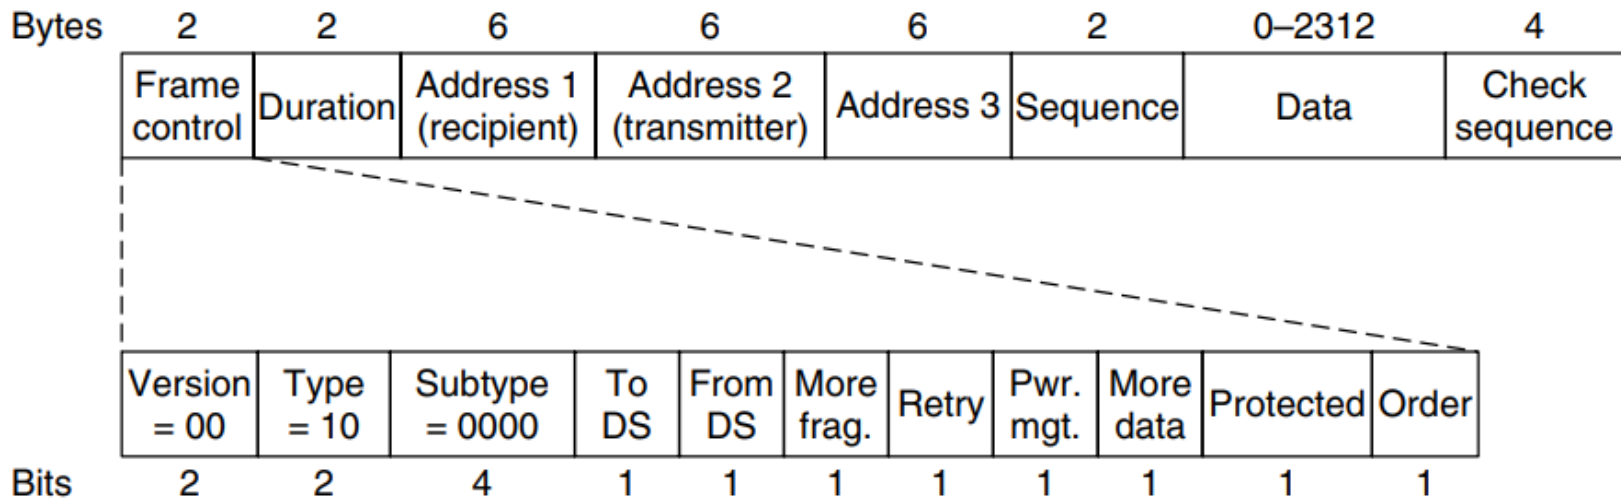 Bytes 2 2 6 6 6 2 0–2312 4
Frame control Duration Address 1 (recipient) Address 2 (transmitter) Address 3 Sequence Data Check sequence
Version = 00 Type = 10 Subtype = 0000 To DS From DS More frag. Retry Pwr. mgt. More data Protected Order
Bits 2 2 4 1 1 1 1 1 1 1 1